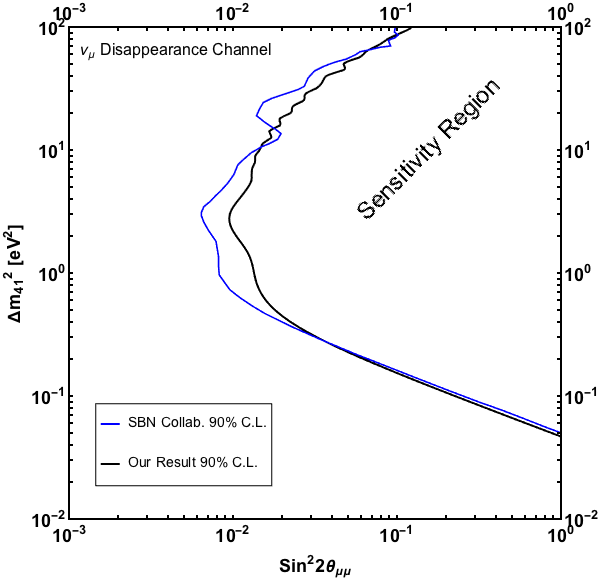 10⁻³ 10⁻² 10⁻¹ 10⁰
10² 10²
ν_μ Disappearance Channel
Sensitivity Region
10¹ 10¹
10⁰ 10⁰
Δm₄₁² [eV²]
10⁻¹ 10⁻¹
SBN Collab. 90% C.L.
Our Result 90% C.L.
10⁻² 10⁻²
10⁻³ 10⁻² 10⁻¹ 10⁰
Sin²2θ_μμ